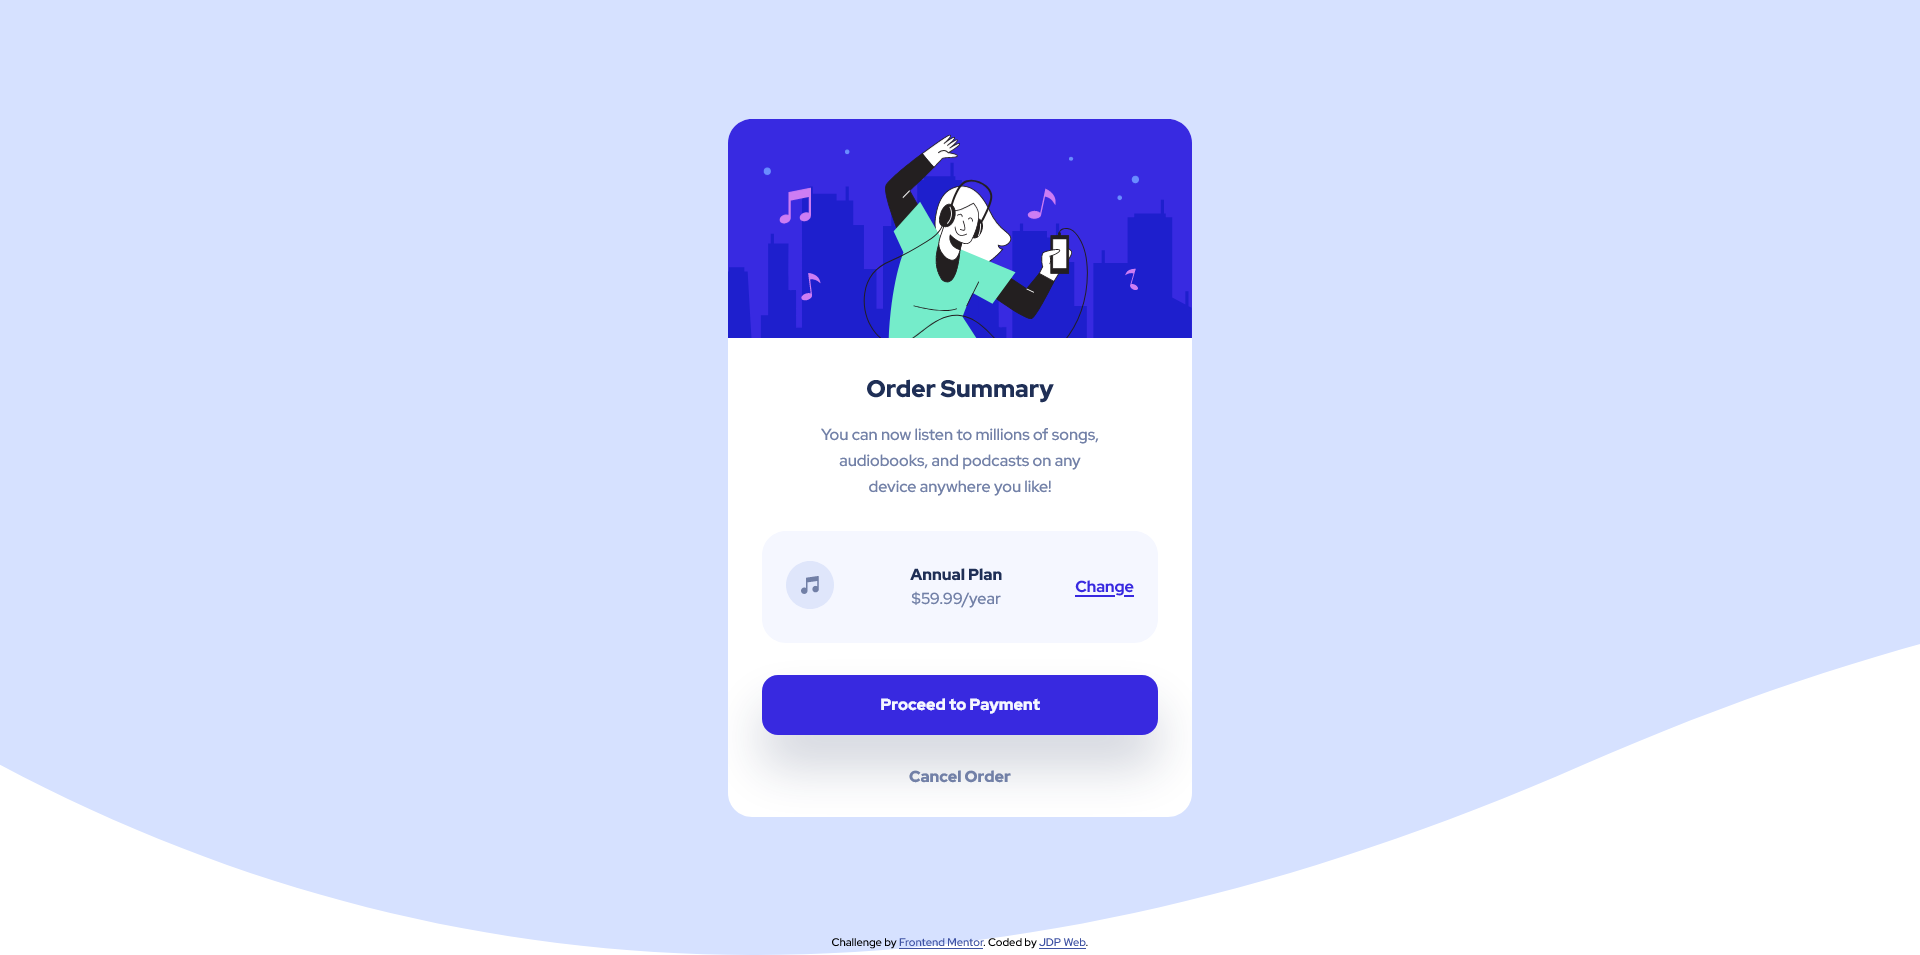 Order Summary
You can now listen to millions of songs,
audiobooks, and podcasts on any
device anywhere you like!
Annual Plan
$59.99/year
Change
Proceed to Payment
Cancel Order
Challenge by Frontend Mentor. Coded by JDP Web.